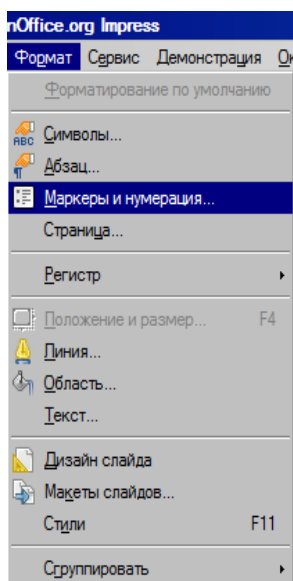 nOffice.org Impress
Формат Сервис Демонстрация О
Форматирование по умолчанию
ABC Символы...
Абзац...
Маркеры и нумерация...
Страница...
Регистр
Положение и размер... F4
Линия...
Область...
Текст...
Дизайн слайда
Макеты слайдов...
Стили F11
Сгруппировать